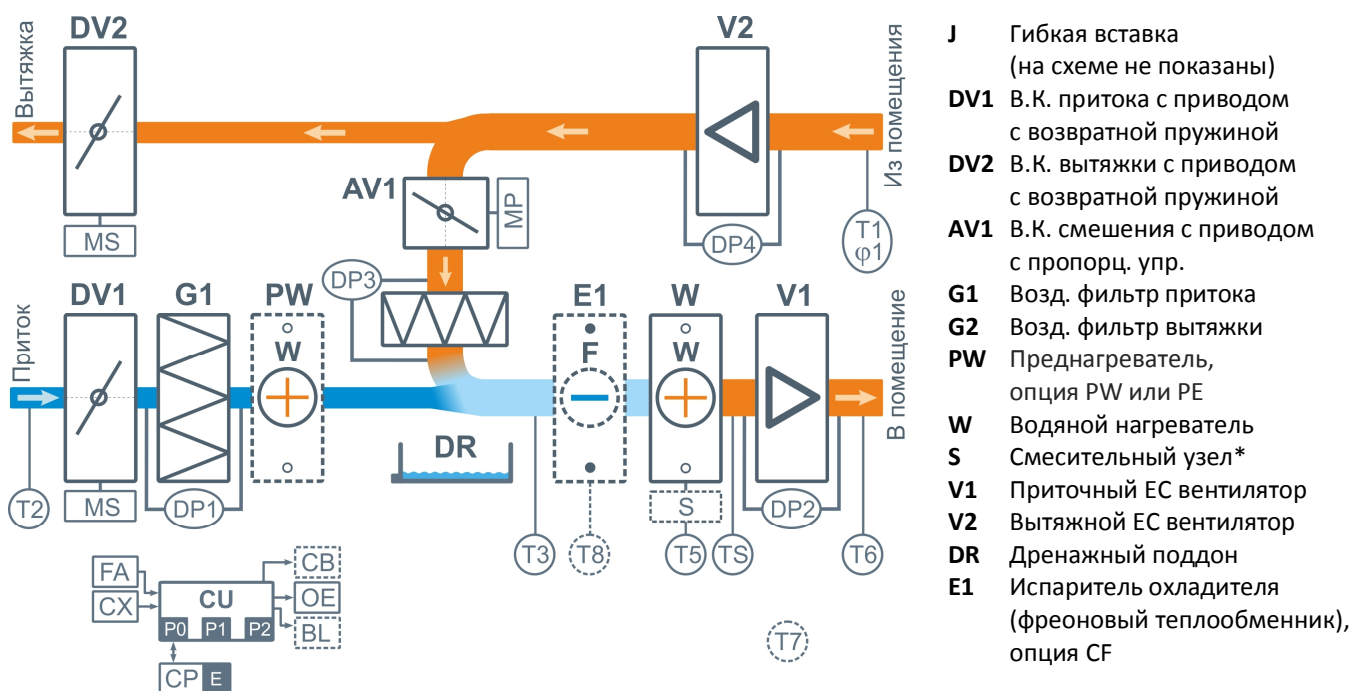 DV2
V2
Вытяжка
Из помещения
MS
AV1
MP
DP4
T1
φ1
DP3
DV1
G1
PW
E1
W
V1
Приток
В помещение
W
F
W
DR
T2
MS
DP1
S
DP2
T3
T8
T5
TS
T6
FA
CX
CU
P0 P1 P2
CB
OE
BL
CP E
T7
J Гибкая вставка
(на схеме не показаны)
DV1 В.К. притока с приводом
с возвратной пружиной
DV2 В.К. вытяжки с приводом
с возвратной пружиной
AV1 В.К. смешения с приводом
с пропорц. упр.
G1 Возд. фильтр притока
G2 Возд. фильтр вытяжки
PW Преднагреватель,
опция PW или PE
W Водяной нагреватель
S Смесительный узел*
V1 Приточный ЕС вентилятор
V2 Вытяжной ЕС вентилятор
DR Дренажный поддон
E1 Испаритель охладителя
(фреоновый теплообменник),
опция CF